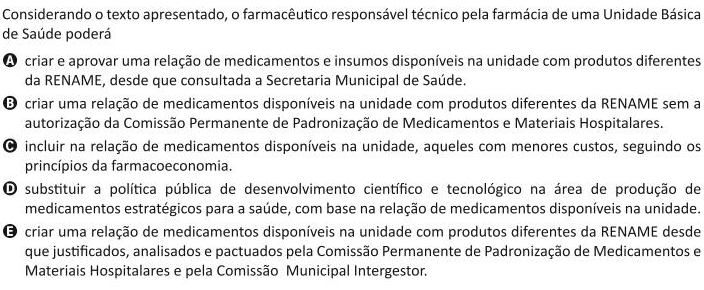 Considerando o texto apresentado, o farmacêutico responsável técnico pela farmácia de uma Unidade Básica
de Saúde poderá
A criar e aprovar uma relação de medicamentos e insumos disponíveis na unidade com produtos diferentes
da RENAME, desde que consultada a Secretaria Municipal de Saúde.
B criar uma relação de medicamentos disponíveis na unidade com produtos diferentes da RENAME sem a
autorização da Comissão Permanente de Padronização de Medicamentos e Materiais Hospitalares.
C incluir na relação de medicamentos disponíveis na unidade, aqueles com menores custos, seguindo os
princípios da farmacoeconomia.
D substituir a política pública de desenvolvimento científico e tecnológico na área de produção de
medicamentos estratégicos para a saúde, com base na relação de medicamentos disponíveis na unidade.
E criar uma relação de medicamentos disponíveis na unidade com produtos diferentes da RENAME desde
que justificados, analisados e pactuados pela Comissão Permanente de Padronização de Medicamentos e
Materiais Hospitalares e pela Comissão Municipal Intergestor.